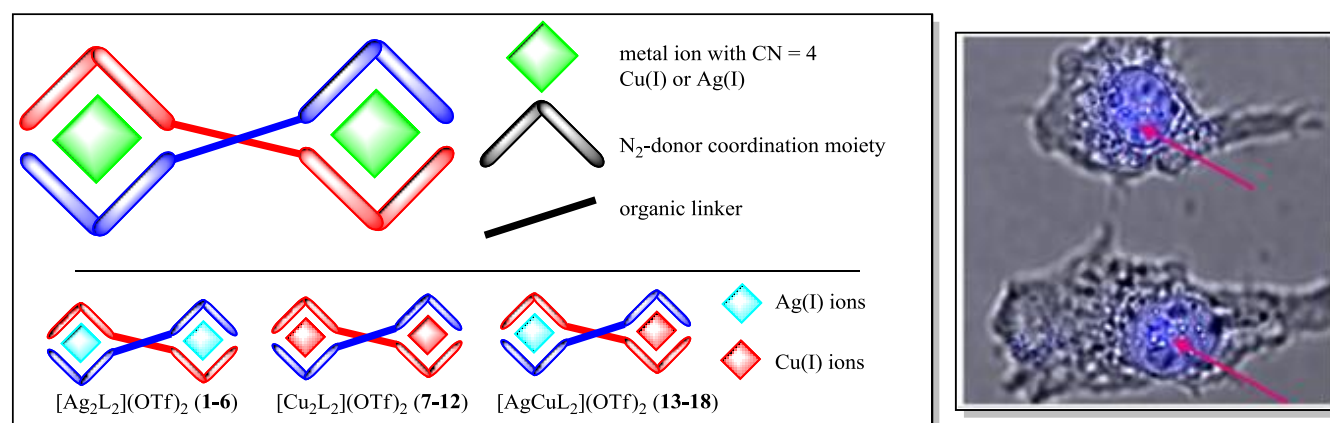 metal ion with CN = 4
Cu(I) or Ag(I)
N₂-donor coordination moiety
organic linker
Ag(I) ions
Cu(I) ions
[Ag₂L₂](OTf)₂ (1-6)
[Cu₂L₂](OTf)₂ (7-12)
[AgCuL₂](OTf)₂ (13-18)